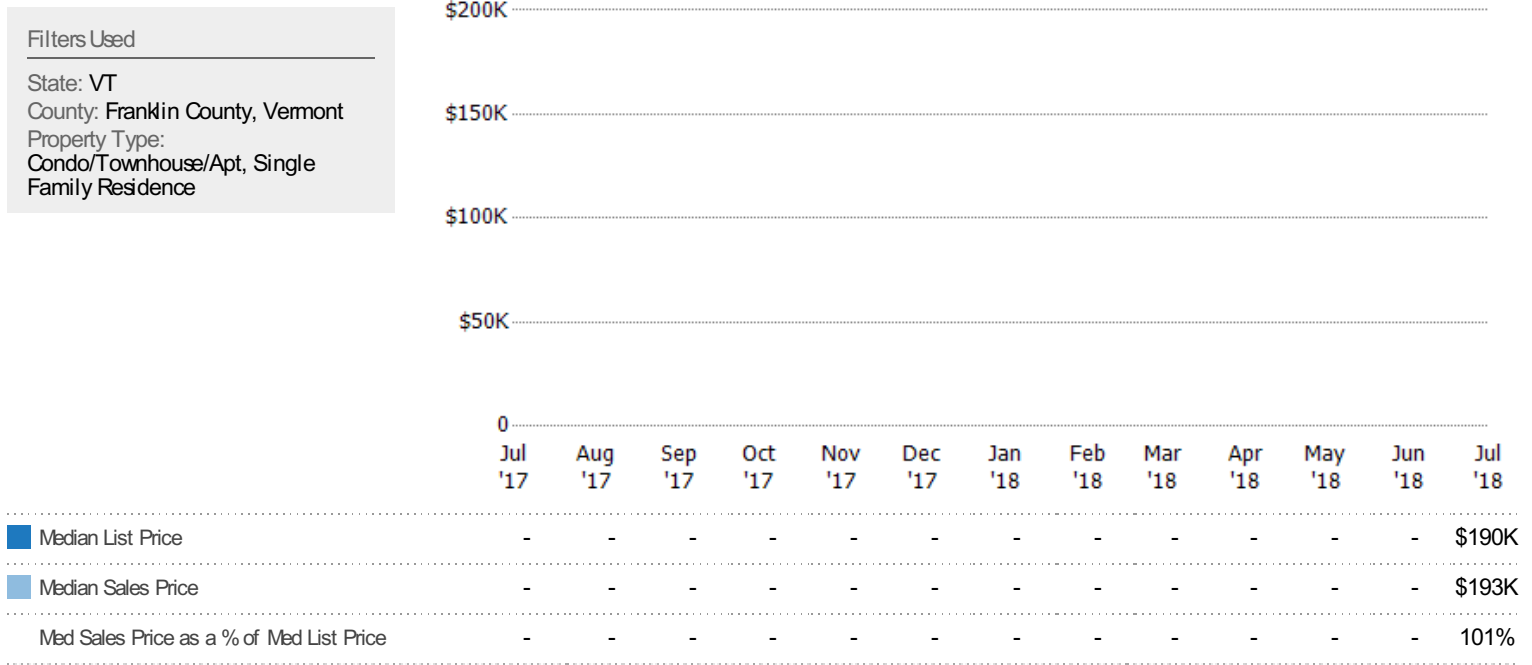 Filters Used
State: VT
County: Franklin County, Vermont
Property Type:
Condo/Townhouse/Apt, Single
Family Residence
$200K
$150K
$100K
$50K
0
Jul Aug Sep Oct Nov Dec Jan Feb Mar Apr May Jun Jul
'17 '17 '17 '17 '17 '17 '18 '18 '18 '18 '18 '18 '18
Median List Price - - - - - - - - - - - - $190K
Median Sales Price - - - - - - - - - - - - $193K
Med Sales Price as a % of Med List Price - - - - - - - - - - - - 101%